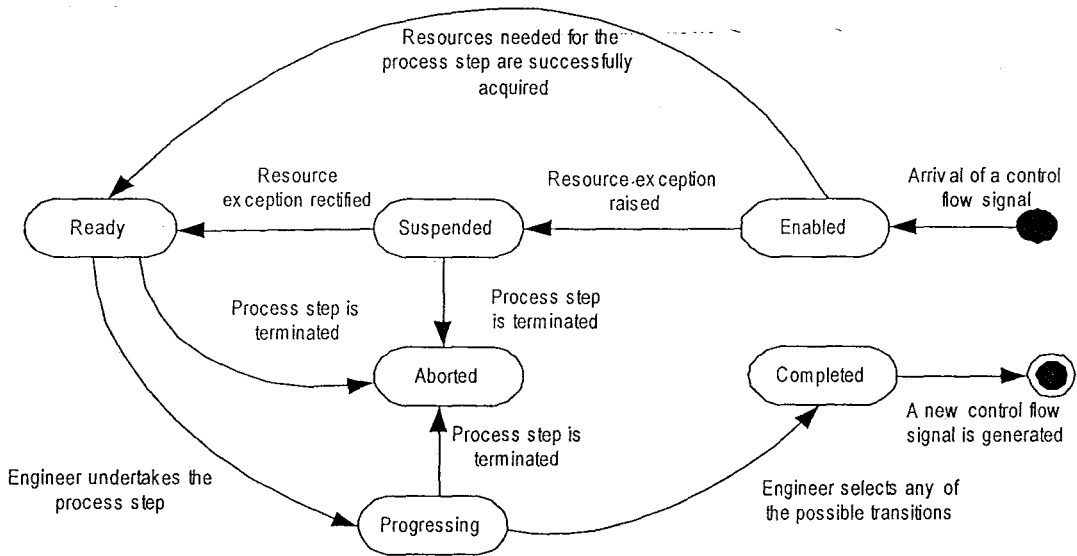 Resources needed for the
process step are successfully
acquired
Resource
exception rectified
Resource exception
raised
Arrival of a control
flow signal
Ready
Suspended
Enabled
Process step is
terminated
Process step
is terminated
Aborted
Completed
Process step is
terminated
A new control flow
signal is generated
Engineer undertakes the
process step
Engineer selects any of
the possible transitions
Progressing